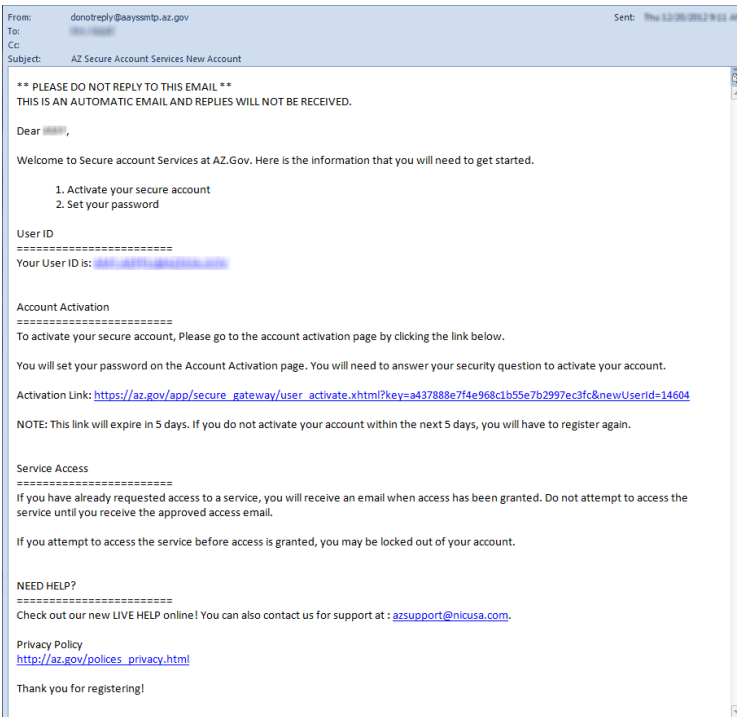 From: donotreply@aayssmtp.az.gov Sent: Thu 12/20/2012 9:11 AM
To:
Cc:
Subject: AZ Secure Account Services New Account
** PLEASE DO NOT REPLY TO THIS EMAIL **
THIS IS AN AUTOMATIC EMAIL AND REPLIES WILL NOT BE RECEIVED.
Dear ,
Welcome to Secure account Services at AZ.Gov. Here is the information that you will need to get started.
1. Activate your secure account
2. Set your password
User ID
=========================
Your User ID is:
Account Activation
=========================
To activate your secure account, Please go to the account activation page by clicking the link below.
You will set your password on the Account Activation page. You will need to answer your security question to activate your account.
Activation Link: https://az.gov/app/secure_gateway/user_activate.xhtml?key=a437888e7f4e968c1b55e7b2997ec3fc&newUserId=14604
NOTE: This link will expire in 5 days. If you do not activate your account within the next 5 days, you will have to register again.
Service Access
=========================
If you have already requested access to a service, you will receive an email when access has been granted. Do not attempt to access the
service until you receive the approved access email.
If you attempt to access the service before access is granted, you may be locked out of your account.
NEED HELP?
=========================
Check out our new LIVE HELP online! You can also contact us for support at : azsupport@nicusa.com.
Privacy Policy
http://az.gov/polices_privacy.html
Thank you for registering!